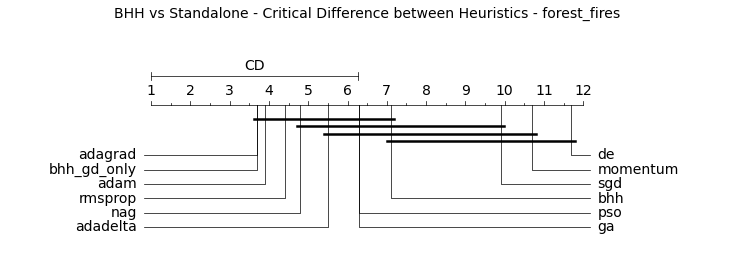 BHH vs Standalone - Critical Difference between Heuristics - forest_fires
CD
1 2 3 4 5 6 7 8 9 10 11 12
adagrad de
bhh_gd_only momentum
adam sgd
rmsprop bhh
nag pso
adadelta ga